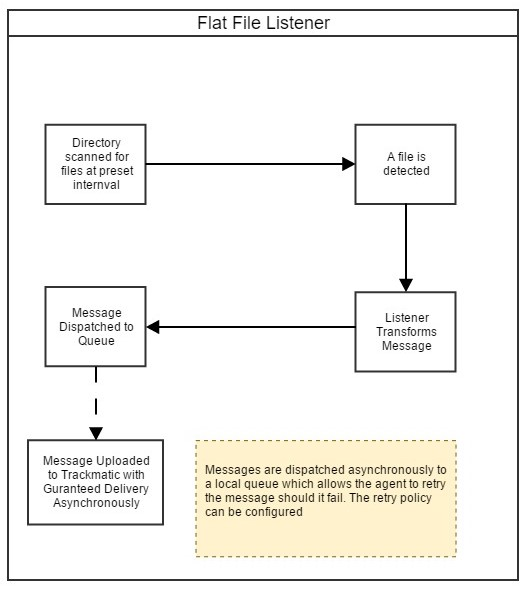 Flat File Listener
Directory
scanned for
files at preset
internval
A file is
detected
Listener
Transforms
Message
Message
Dispatched to
Queue
Message Uploaded
to Trackmatic with
Guranteed Delivery
Asynchronously
Messages are dispatched asynchronously to
a local queue which allows the agent to retry
the message should it fail. The retry policy
can be configured